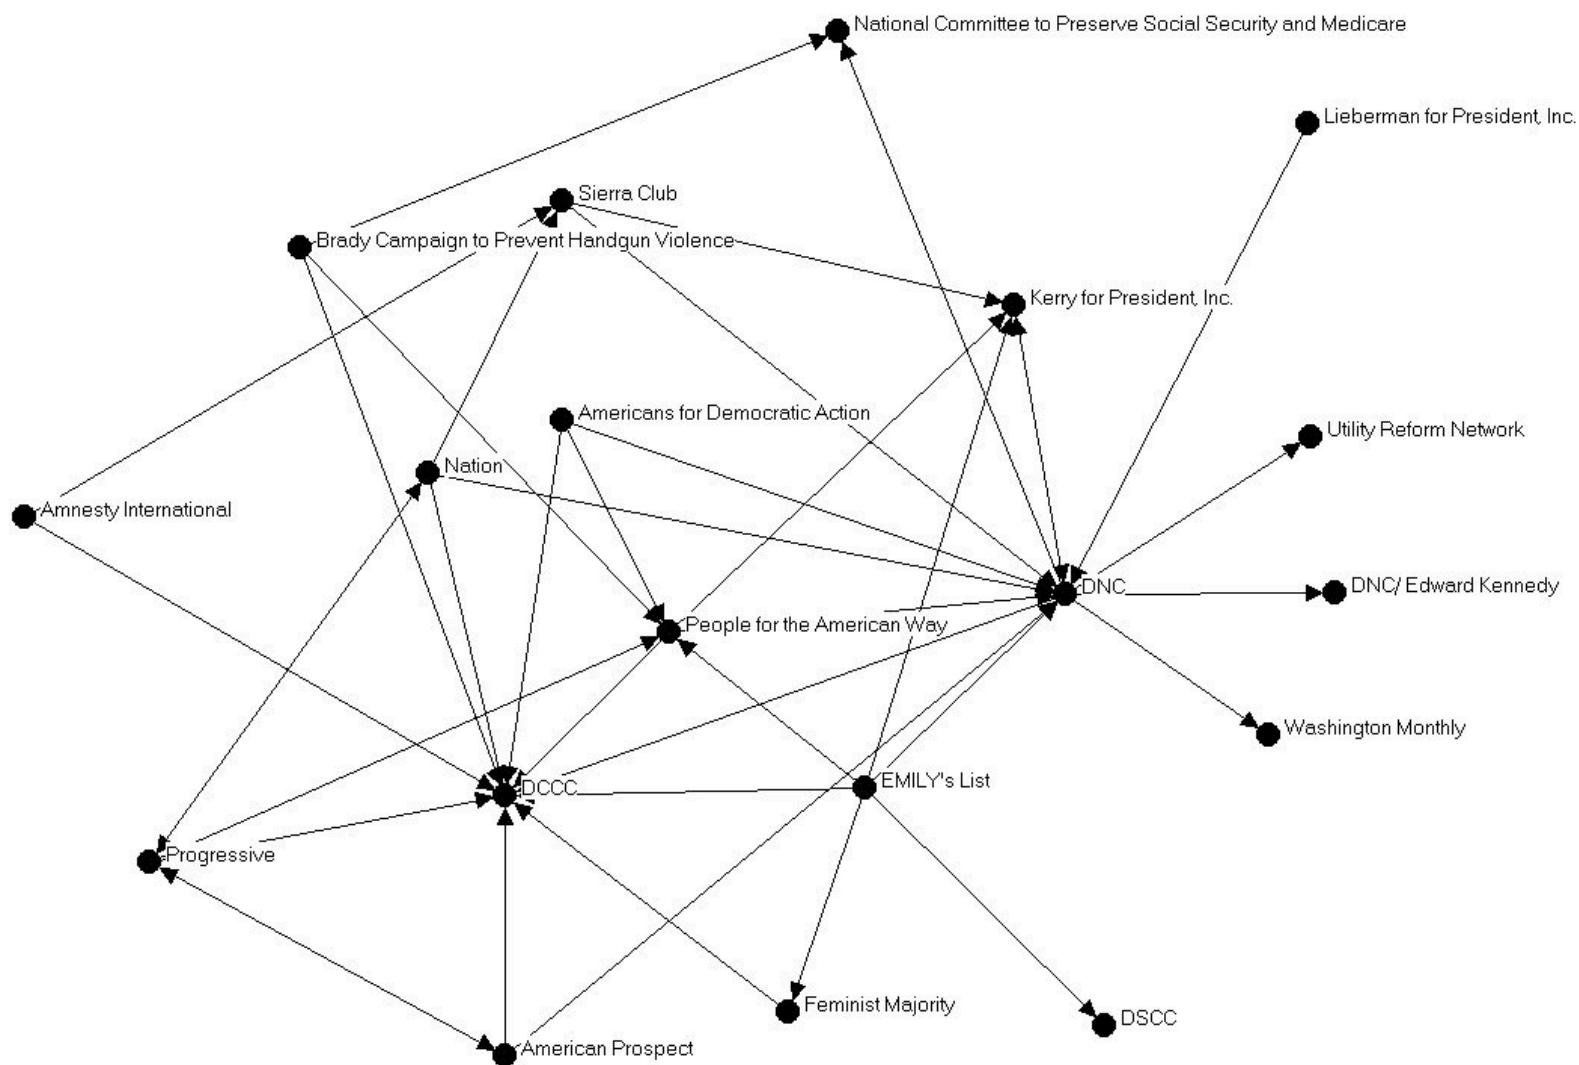 National Committee to Preserve Social Security and Medicare
Lieberman for President, Inc.
Sierra Club
Brady Campaign to Prevent Handgun Violence
Kerry for President, Inc.
Americans for Democratic Action
Utility Reform Network
Nation
Amnesty International
DNC
DNC/ Edward Kennedy
People for the American Way
Washington Monthly
EMILY's List
DCCC
Progressive
Feminist Majority
DSCC
American Prospect